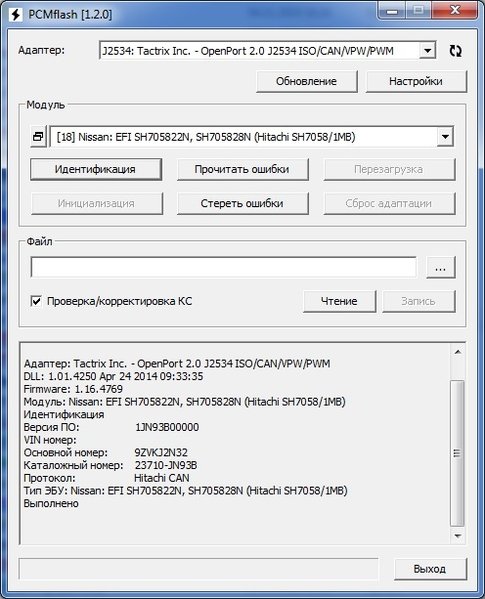 PCMflash [1.2.0]
Адаптер: J2534: Tactrix Inc. - OpenPort 2.0 J2534 ISO/CAN/VPW/PWM
Обновление Настройки
Модуль
[18] Nissan: EFI SH705822N, SH705828N (Hitachi SH7058/1MB)
Идентификация Прочитать ошибки Перезагрузка
Инициализация Стереть ошибки Сброс адаптации
Файл
...
Проверка/корректировка КС Чтение Запись
Адаптер: Tactrix Inc. - OpenPort 2.0 J2534 ISO/CAN/VPW/PWM
DLL: 1.01.4250 Apr 24 2014 09:33:35
Firmware: 1.16.4769
Модуль: Nissan: EFI SH705822N, SH705828N (Hitachi SH7058/1MB)
Идентификация
Версия ПО: 1JN93B00000
VIN номер:
Основной номер: 9ZVKJ2N32
Каталожный номер: 23710-JN93B
Протокол: Hitachi CAN
Тип ЭБУ: Nissan: EFI SH705822N, SH705828N (Hitachi SH7058/1MB)
Выполнено
Выход